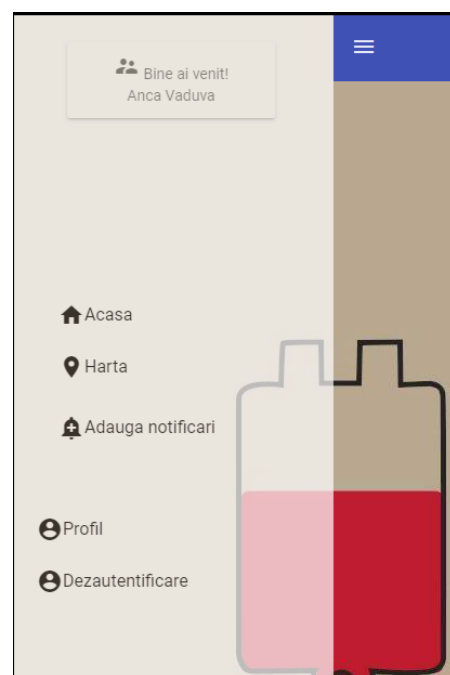 Bine ai venit!
Anca Vaduva
Acasa
Harta
Adauga notificari
Profil
Dezautentificare